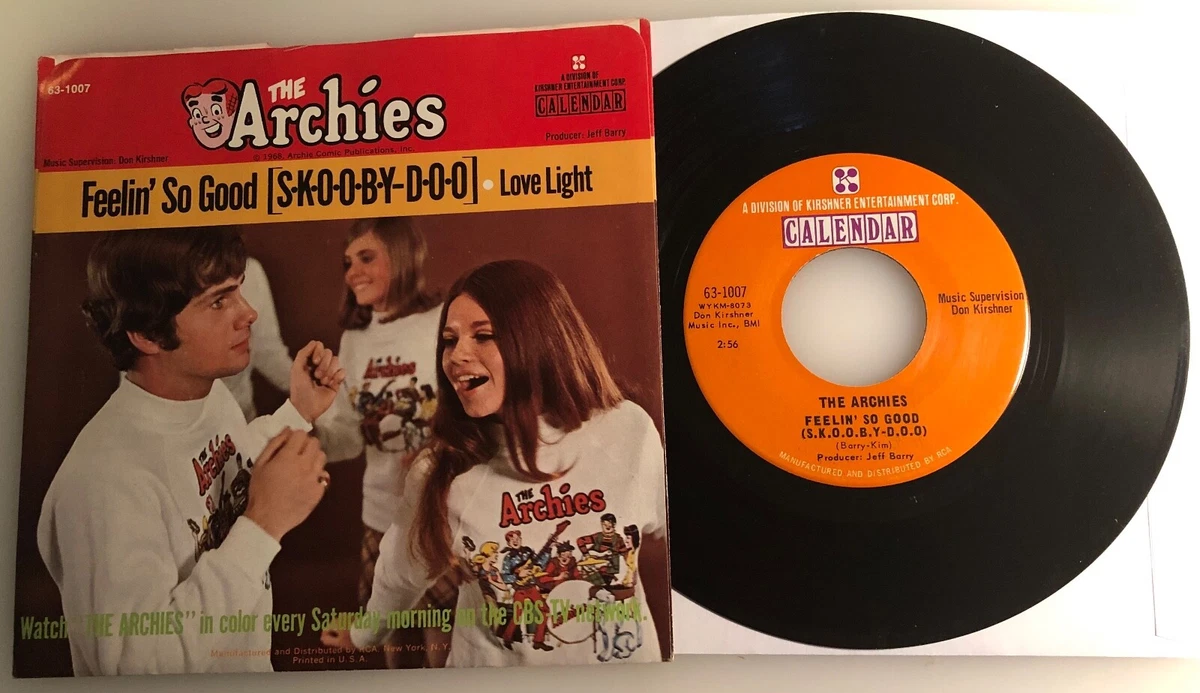 63-1007
THE
Archies
A DIVISION OF
KIRSHNER ENTERTAINMENT CORP.
CALENDAR
Producer: Jeff Barry
Music Supervision: Don Kirshner
© 1968, Archie Comic Publications, Inc.
Feelin' So Good [S•K•O•O•B•Y-D•O•O] • Love Light
The Archies
Archies
THE
Archies
Watch "THE ARCHIES" in color every Saturday morning on the CBS-TV network.
Manufactured and Distributed by RCA, New York, N.Y.
Printed in U.S.A.
A DIVISION OF KIRSHNER ENTERTAINMENT CORP.
CALENDAR
63-1007
WYKM-8073
Don Kirshner
Music Inc., BMI
2:56
Music Supervision
Don Kirshner
THE ARCHIES
FEELIN' SO GOOD
(S.K.O.O.B.Y-D.O.O)
(Barry-Kim)
Producer: Jeff Barry
MANUFACTURED AND DISTRIBUTED BY RCA